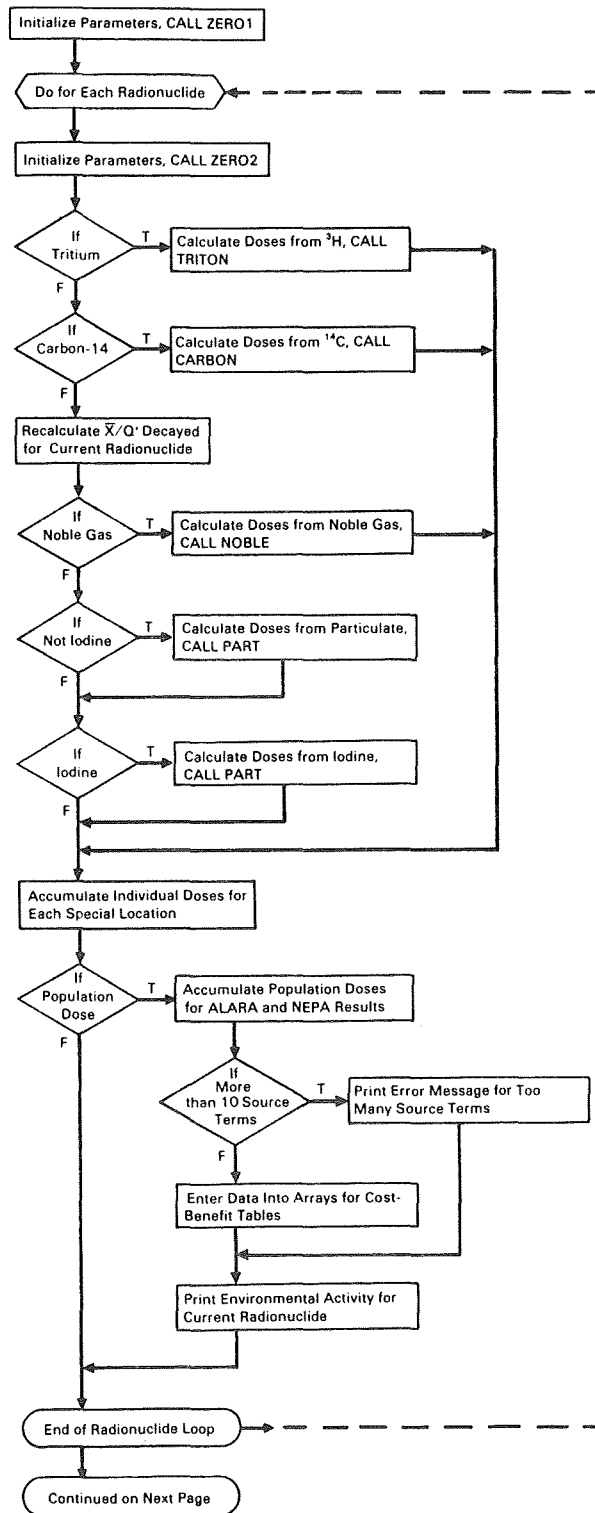 Initialize Parameters, CALL ZERO1
Do for Each Radionuclide
Initialize Parameters, CALL ZERO2
If
Tritium
T
Calculate Doses from ³H, CALL
TRITON
F
If
Carbon-14
T
Calculate Doses from ¹⁴C, CALL
CARBON
F
Recalculate X̅/Q' Decayed
for Current Radionuclide
If
Noble Gas
T
Calculate Doses from Noble Gas,
CALL NOBLE
F
If
Not Iodine
T
Calculate Doses from Particulate,
CALL PART
F
If
Iodine
T
Calculate Doses from Iodine,
CALL PART
F
Accumulate Individual Doses for
Each Special Location
If
Population
Dose
T
Accumulate Population Doses
for ALARA and NEPA Results
F
If
More
than 10 Source
Terms
T
Print Error Message for Too
Many Source Terms
F
Enter Data Into Arrays for Cost-
Benefit Tables
Print Environmental Activity for
Current Radionuclide
End of Radionuclide Loop
Continued on Next Page